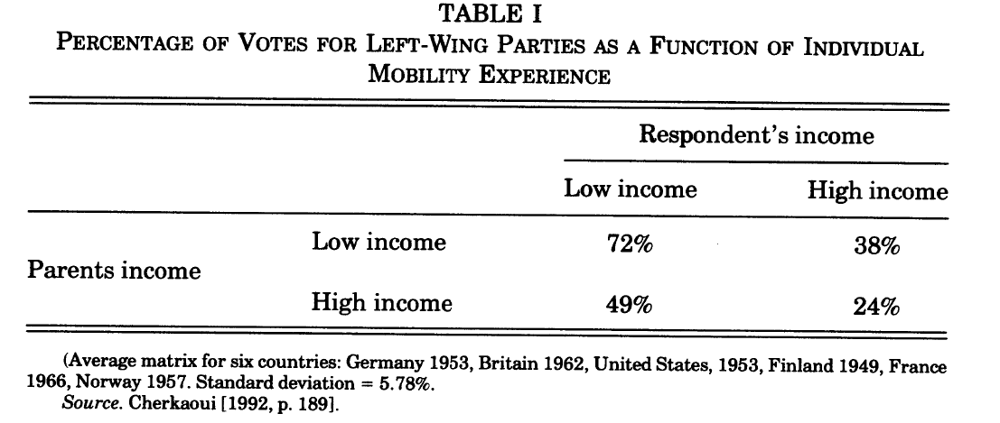 TABLE I
PERCENTAGE OF VOTES FOR LEFT-WING PARTIES AS A FUNCTION OF INDIVIDUAL
MOBILITY EXPERIENCE
Respondent's income
Low income High income
Low income 72% 38%
Parents income
High income 49% 24%
(Average matrix for six countries: Germany 1953, Britain 1962, United States, 1953, Finland 1949, France
1966, Norway 1957. Standard deviation = 5.78%.
Source. Cherkaoui [1992, p. 189].